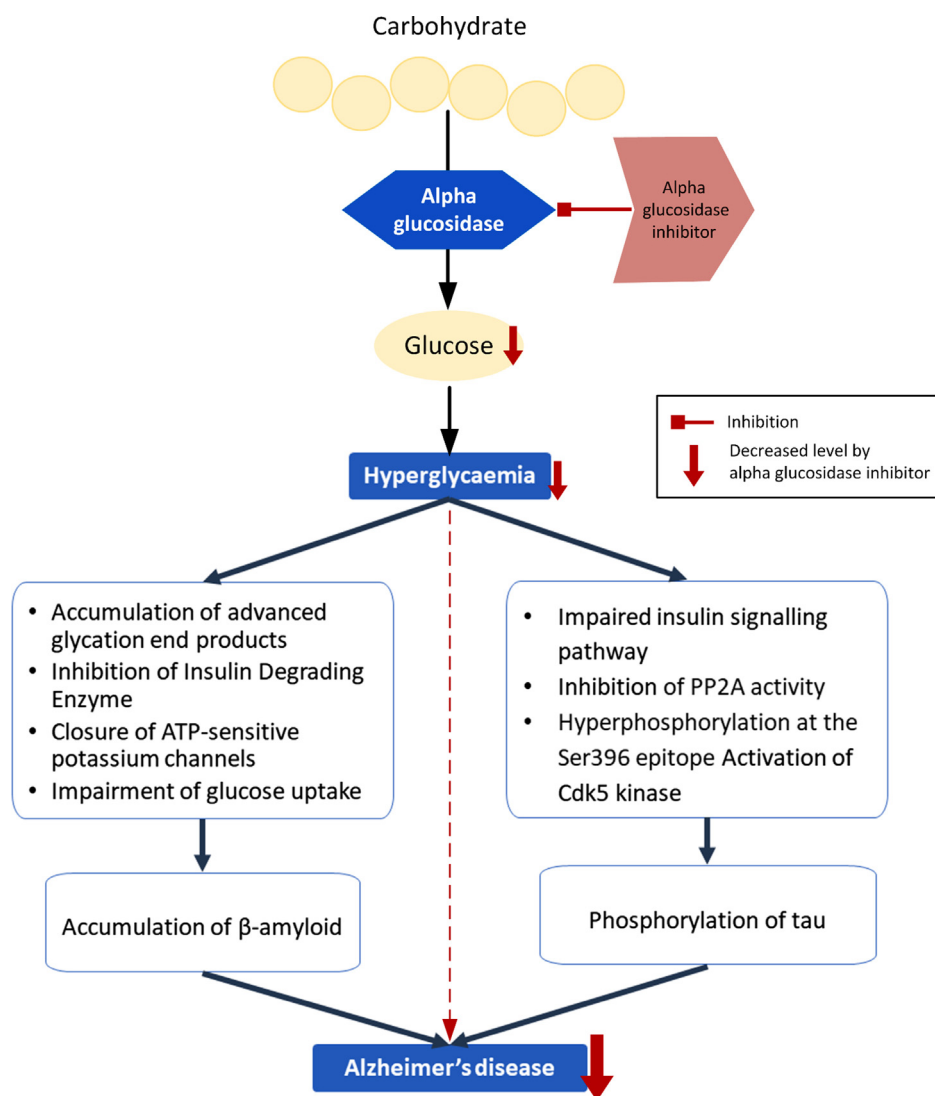 Carbohydrate
Alpha
glucosidase
Alpha
glucosidase
inhibitor
Glucose
Inhibition
Decreased level by
alpha glucosidase inhibitor
Hyperglycaemia
• Accumulation of advanced
glycation end products
• Inhibition of Insulin Degrading
Enzyme
• Closure of ATP-sensitive
potassium channels
• Impairment of glucose uptake
• Impaired insulin signalling
pathway
• Inhibition of PP2A activity
• Hyperphosphorylation at the
Ser396 epitope Activation of
Cdk5 kinase
Accumulation of β-amyloid
Phosphorylation of tau
Alzheimer's disease